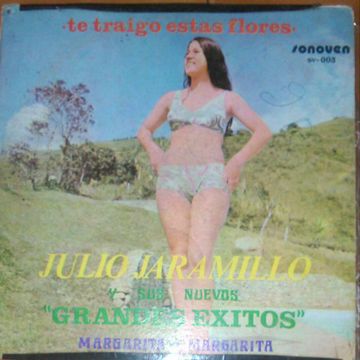 ·te traigo estas flores·
sonoven
SV-003
JULIO JARAMILLO
Y SUS NUEVOS
"GRANDES EXITOS"
MARGARITA MARGARITA